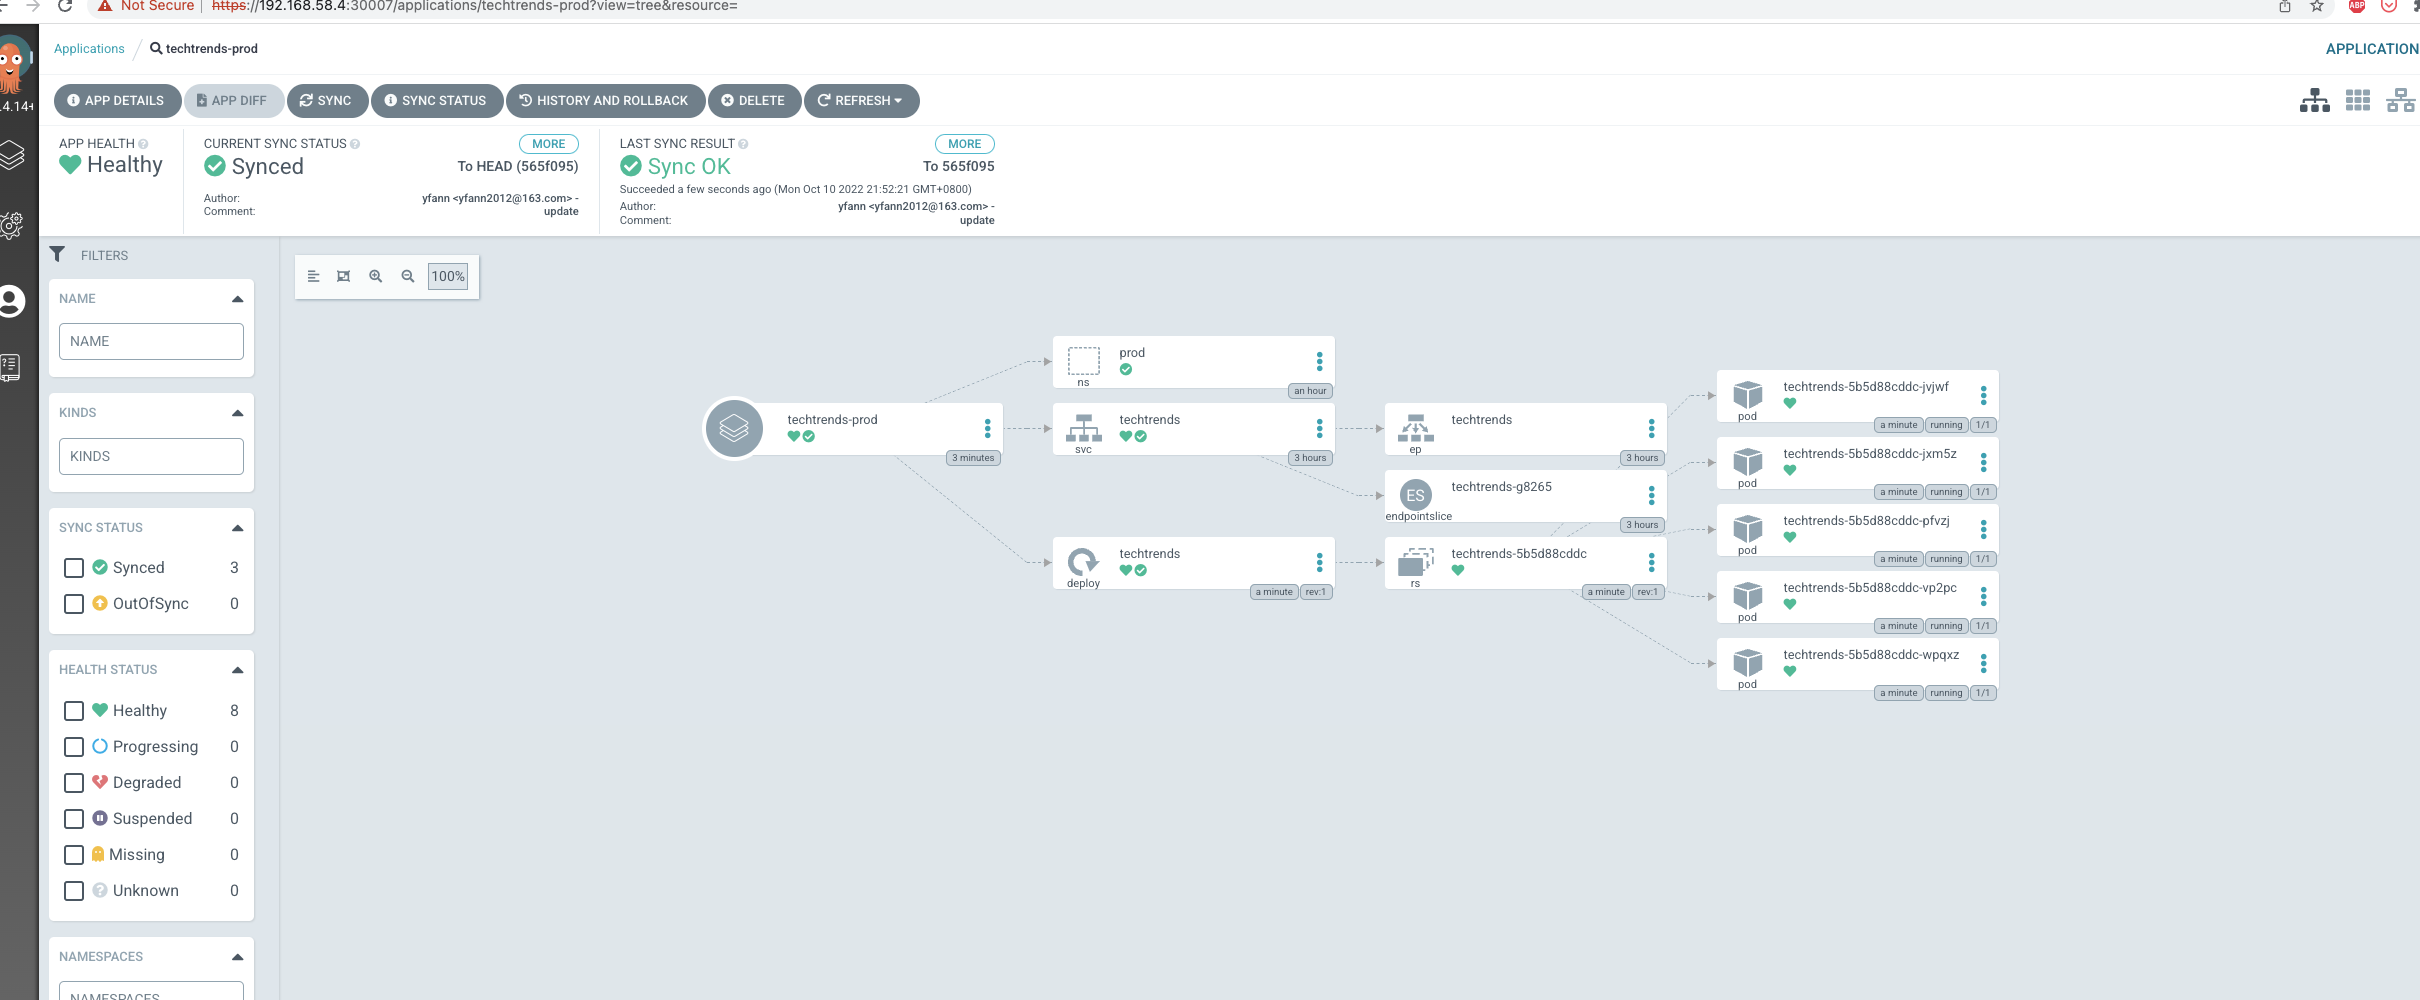 Not Secure | https://192.168.58.4:30007/applications/techtrends-prod?view=tree&resource=
ABP
Applications / techtrends-prod
APPLICATION
.4.14+
APP DETAILS
APP DIFF
SYNC
SYNC STATUS
HISTORY AND ROLLBACK
DELETE
REFRESH
APP HEALTH
Healthy
CURRENT SYNC STATUS
MORE
Synced
To HEAD (565f095)
Author:
yfann <yfann2012@163.com> -
Comment:
update
LAST SYNC RESULT
MORE
Sync OK
To 565f095
Succeeded a few seconds ago (Mon Oct 10 2022 21:52:21 GMT+0800)
Author:
yfann <yfann2012@163.com> -
Comment:
update
FILTERS
NAME
NAME
KINDS
KINDS
SYNC STATUS
Synced 3
OutOfSync 0
HEALTH STATUS
Healthy 8
Progressing 0
Degraded 0
Suspended 0
Missing 0
Unknown 0
NAMESPACES
NAMESPACES
100%
techtrends-prod
3 minutes
prod
ns
an hour
techtrends
svc
3 hours
techtrends
deploy
a minute
rev:1
techtrends
ep
3 hours
ES
techtrends-g8265
endpointslice
3 hours
techtrends-5b5d88cddc
rs
a minute
rev:1
techtrends-5b5d88cddc-jvjwf
pod
a minute
running
1/1
techtrends-5b5d88cddc-jxm5z
pod
a minute
running
1/1
techtrends-5b5d88cddc-pfvzj
pod
a minute
running
1/1
techtrends-5b5d88cddc-vp2pc
pod
a minute
running
1/1
techtrends-5b5d88cddc-wpqxz
pod
a minute
running
1/1